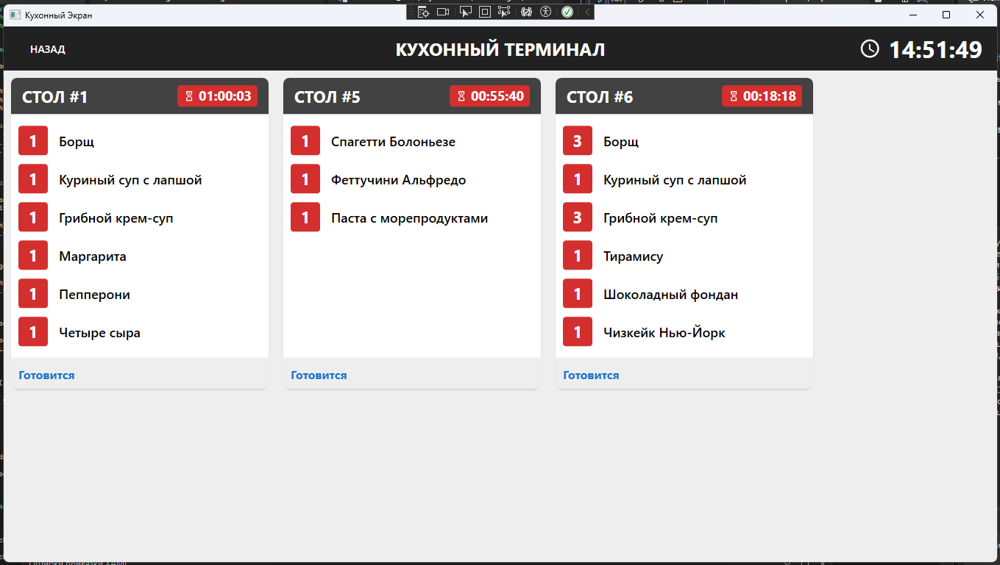 Кухонный Экран
НАЗАД
КУХОННЫЙ ТЕРМИНАЛ
14:51:49
СТОЛ #1
01:00:03
1 Борщ
1 Куриный суп с лапшой
1 Грибной крем-суп
1 Маргарита
1 Пепперони
1 Четыре сыра
Готовится
СТОЛ #5
00:55:40
1 Спагетти Болоньезе
1 Феттучини Альфредо
1 Паста с морепродуктами
Готовится
СТОЛ #6
00:18:18
3 Борщ
1 Куриный суп с лапшой
3 Грибной крем-суп
1 Тирамису
1 Шоколадный фондан
1 Чизкейк Нью-Йорк
Готовится